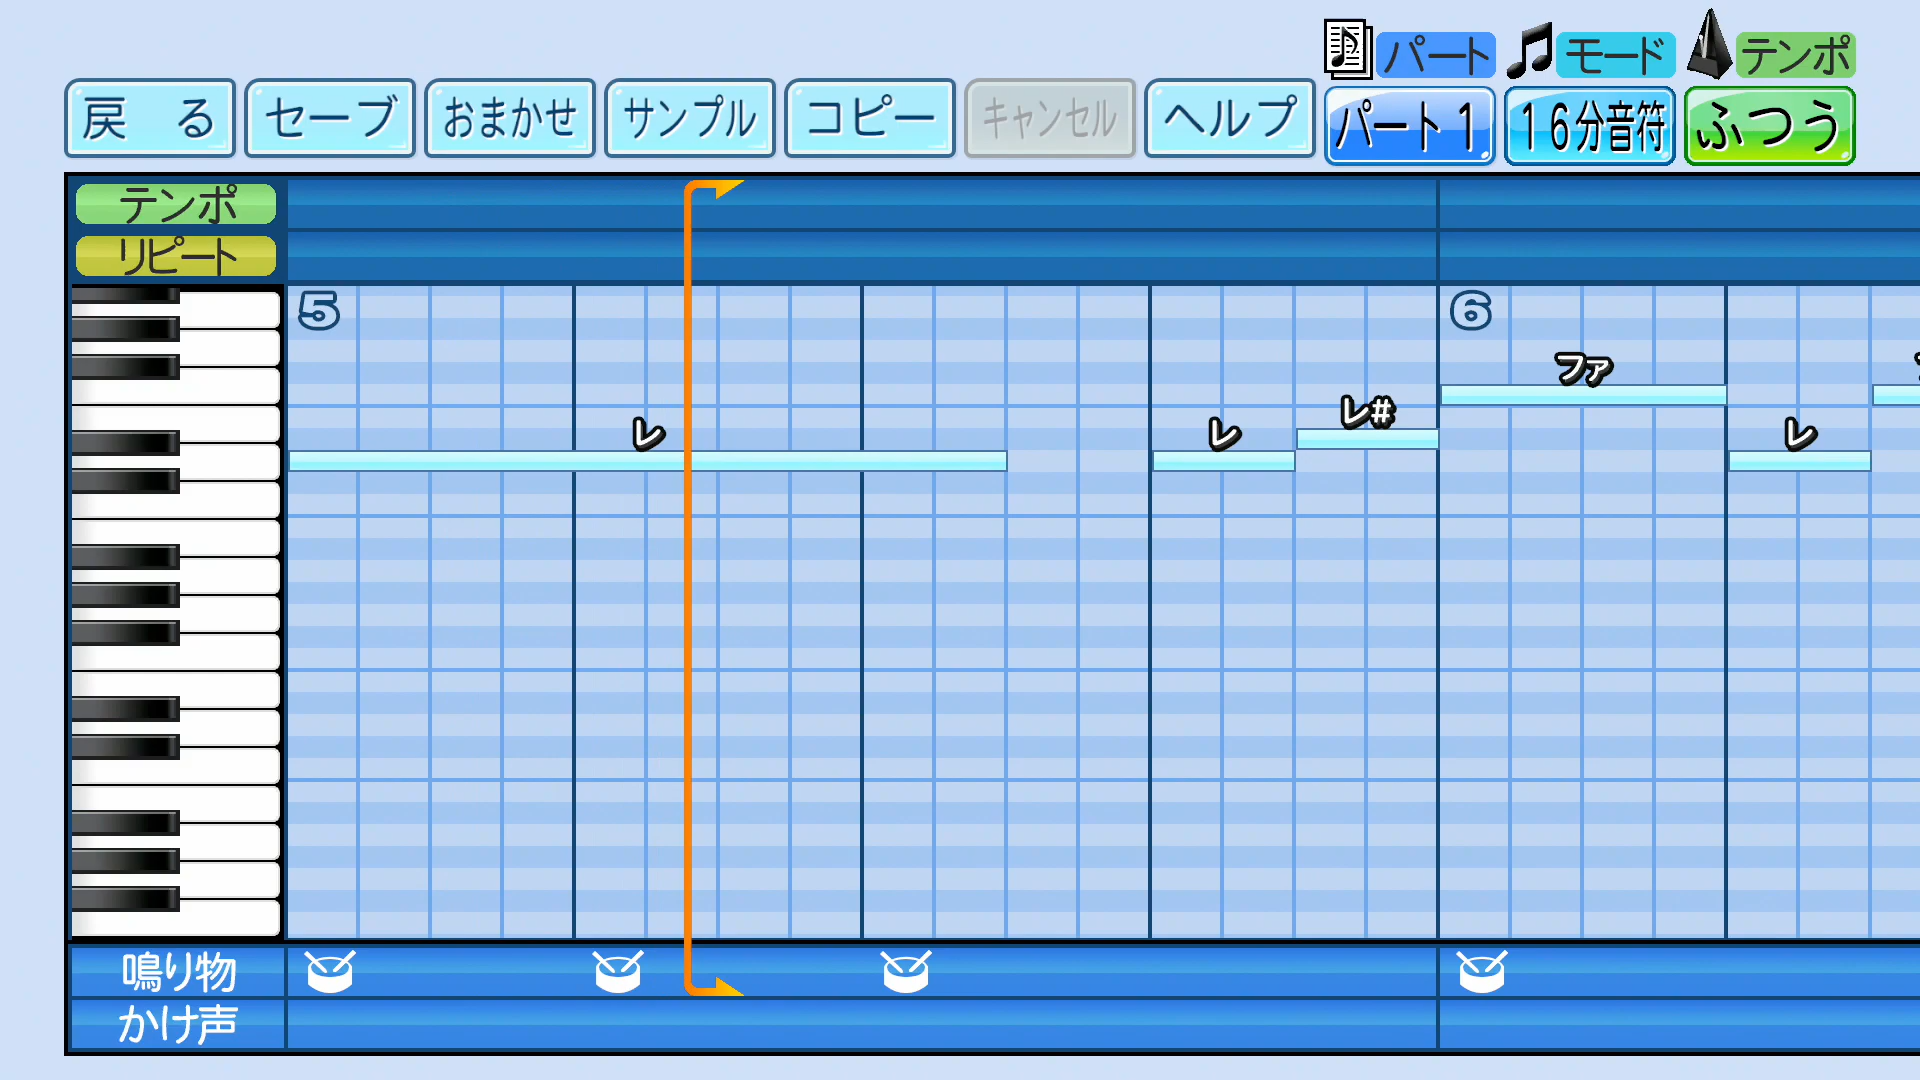 パート
モード
テンポ
戻る
セーブ
おまかせ
サンプル
コピー
キャンセル
ヘルプ
パート1
16分音符
ふつう
テンポ
リピート
5
6
ファ
レ#
レ
レ
レ
鳴り物
かけ声